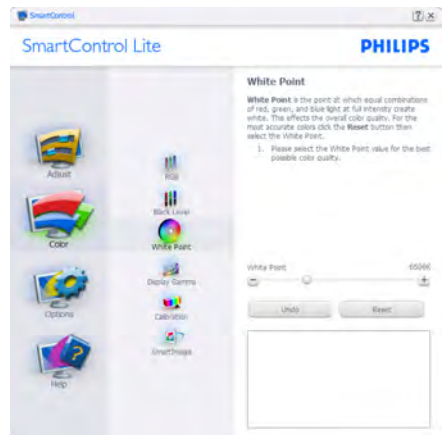 SmartControl
SmartControl Lite
PHILIPS
Adjust
Color
Options
Help
RGB
Black Level
White Point
Display Gamma
Calibration
SmartImage
White Point
White Point is the point at which equal combinations
of red, green, and blue light at full intensity create
white. This effects the overall color quality. For the
most accurate colors click the Reset button then
select the White Point.
1. Please select the White Point value for the best
possible color quality.
White Point 6506K
Undo Reset